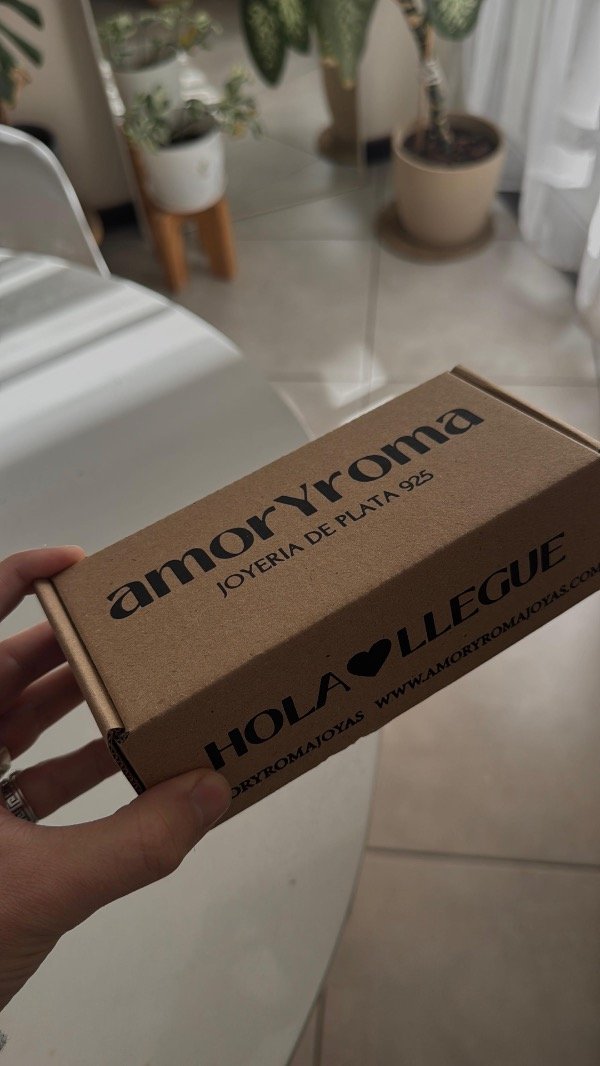 amorYroma
JOYERIA DE PLATA 925
HOLA♥LLEGUE
ORYROMAJOYAS WWW.AMORYROMAJOYAS.COM